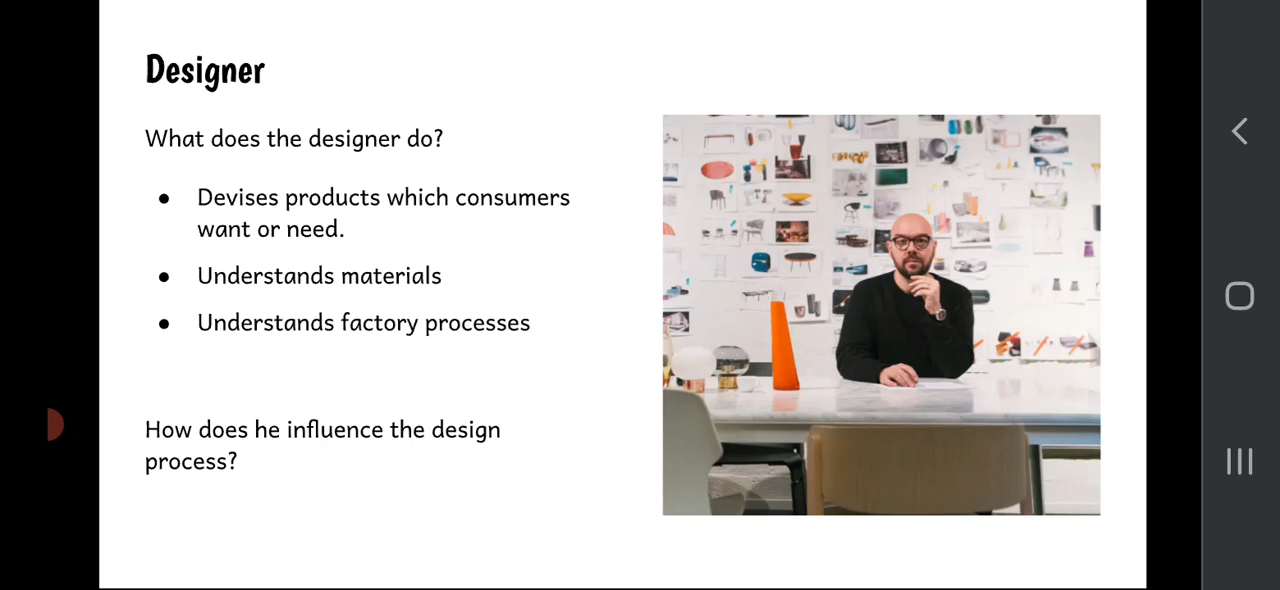 Designer
What does the designer do?
● Devises products which consumers
want or need.
● Understands materials
● Understands factory processes
How does he influence the design
process?